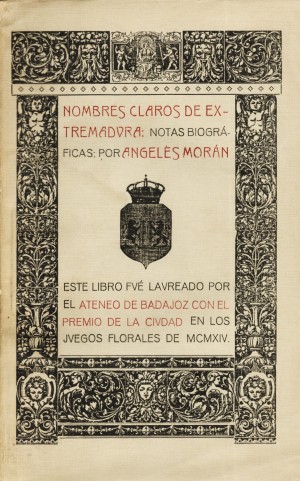 NOMBRES CLAROS DE EX-
TREMADVRA; NOTAS BIOGRÁ-
FICAS; POR ANGELÈS MORÁN
ESTE LIBRO FVÉ LAVREADO POR
EL ATENEO DE BADAJOZ CON EL
PREMIO DE LA CIVDAD EN LOS
JVEGOS FLORALES DE MCMXIV.